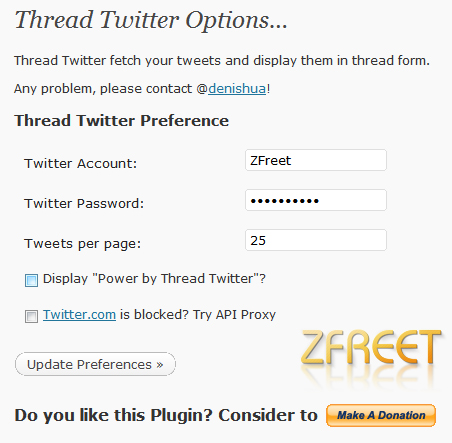 Thread Twitter Options...
Thread Twitter fetch your tweets and display them in thread form.
Any problem, please contact @denishua!
Thread Twitter Preference
Twitter Account: ZFreet
Twitter Password: ••••••••••
Tweets per page: 25
Display "Power by Thread Twitter"?
Twitter.com is blocked? Try API Proxy
ZFREET
Update Preferences »
Do you like this Plugin? Consider to Make A Donation